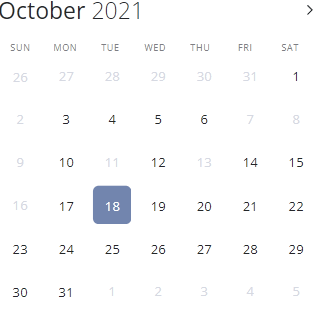 October 2021
SUN MON TUE WED THU FRI SAT
26 27 28 29 30 31 1
2 3 4 5 6 7 8
9 10 11 12 13 14 15
16 17 18 19 20 21 22
23 24 25 26 27 28 29
30 31 1 2 3 4 5